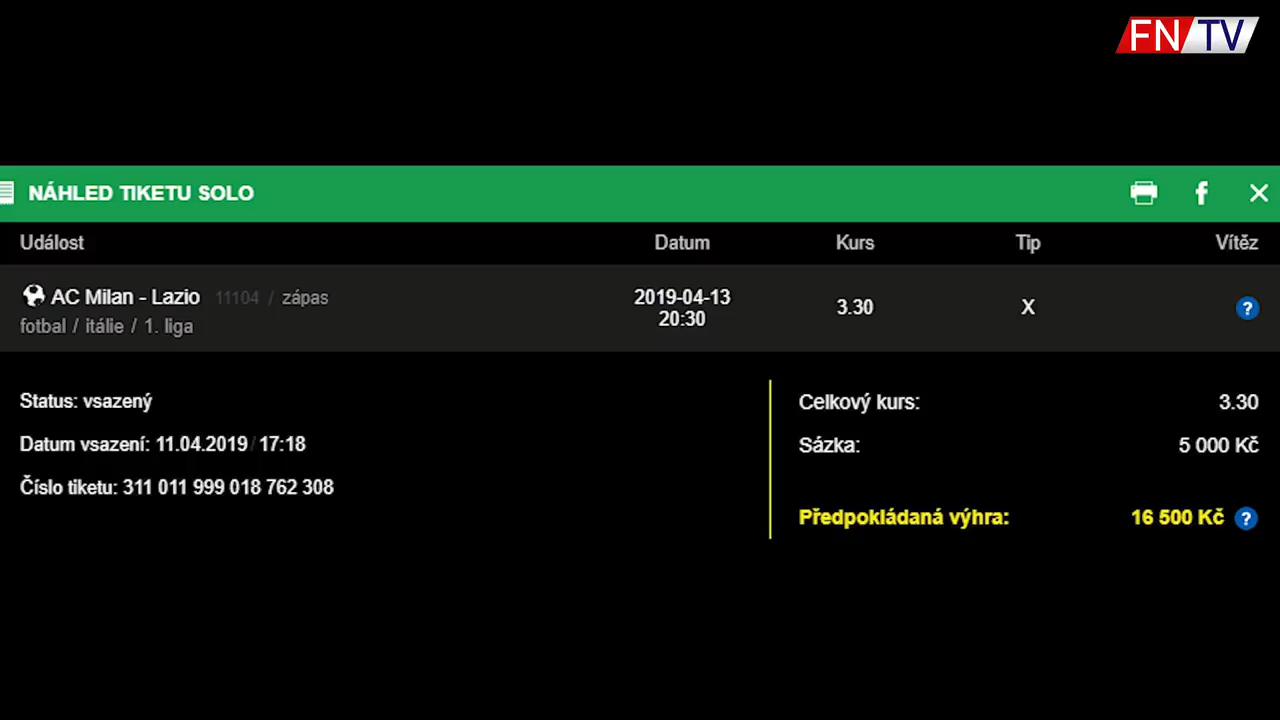 FN/TV
NÁHLED TIKETU SOLO
Událost Datum Kurs Tip Vítěz
AC Milan - Lazio 11104 / zápas 2019-04-13 20:30 3.30 X ?
fotbal / itálie / 1. liga
Status: vsazený
Datum vsazení: 11.04.2019 / 17:18
Číslo tiketu: 311 011 999 018 762 308
Celkový kurs: 3.30
Sázka: 5 000 Kč
Předpokládaná výhra: 16 500 Kč ?